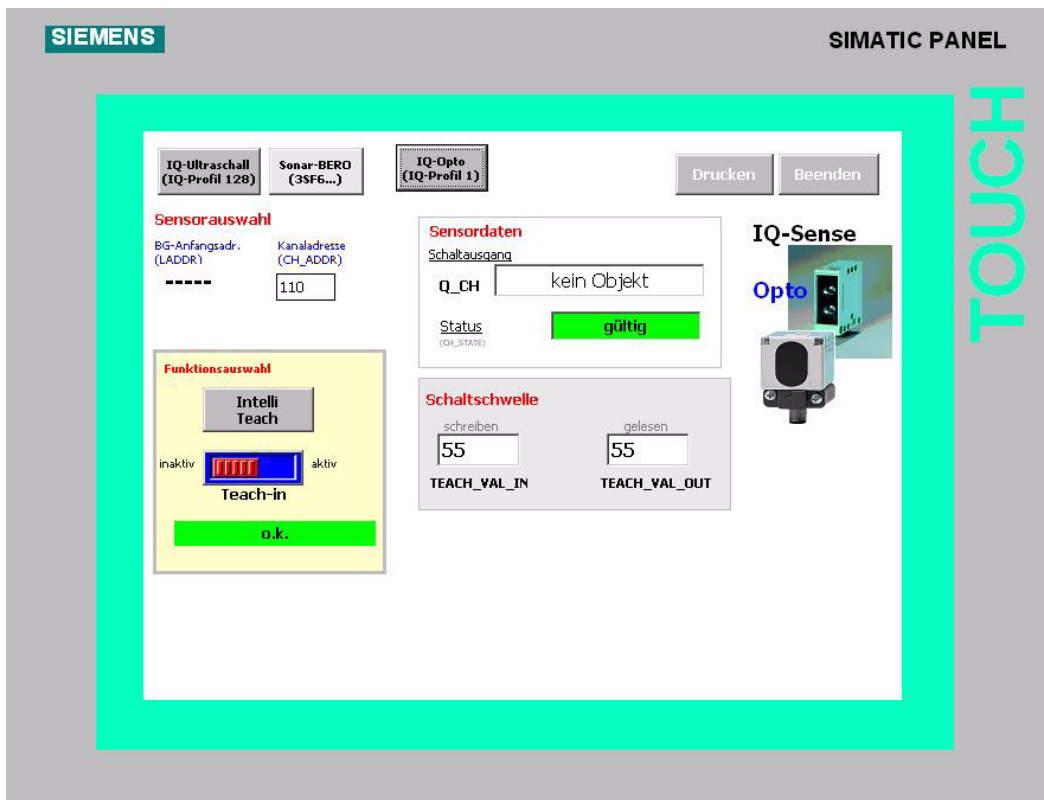 SIEMENS
SIMATIC PANEL
TOUCH
IQ-Ultraschall
(IQ-Profil 128)
Sonar-BERO
(3SF6...)
IQ-Opto
(IQ-Profil 1)
Drucken
Beenden
Sensorauswahl
BG-Anfangsadr.
(LADDR)
-----
Kanaladresse
(CH_ADDR)
110
Sensordaten
Schaltausgang
Q_CH
kein Objekt
Status
(CH_STATE)
gültig
IQ-Sense
Opto
Funktionsauswahl
Intelli
Teach
inaktiv
aktiv
Teach-in
o.k.
Schaltschwelle
schreiben
gelesen
55
55
TEACH_VAL_IN
TEACH_VAL_OUT